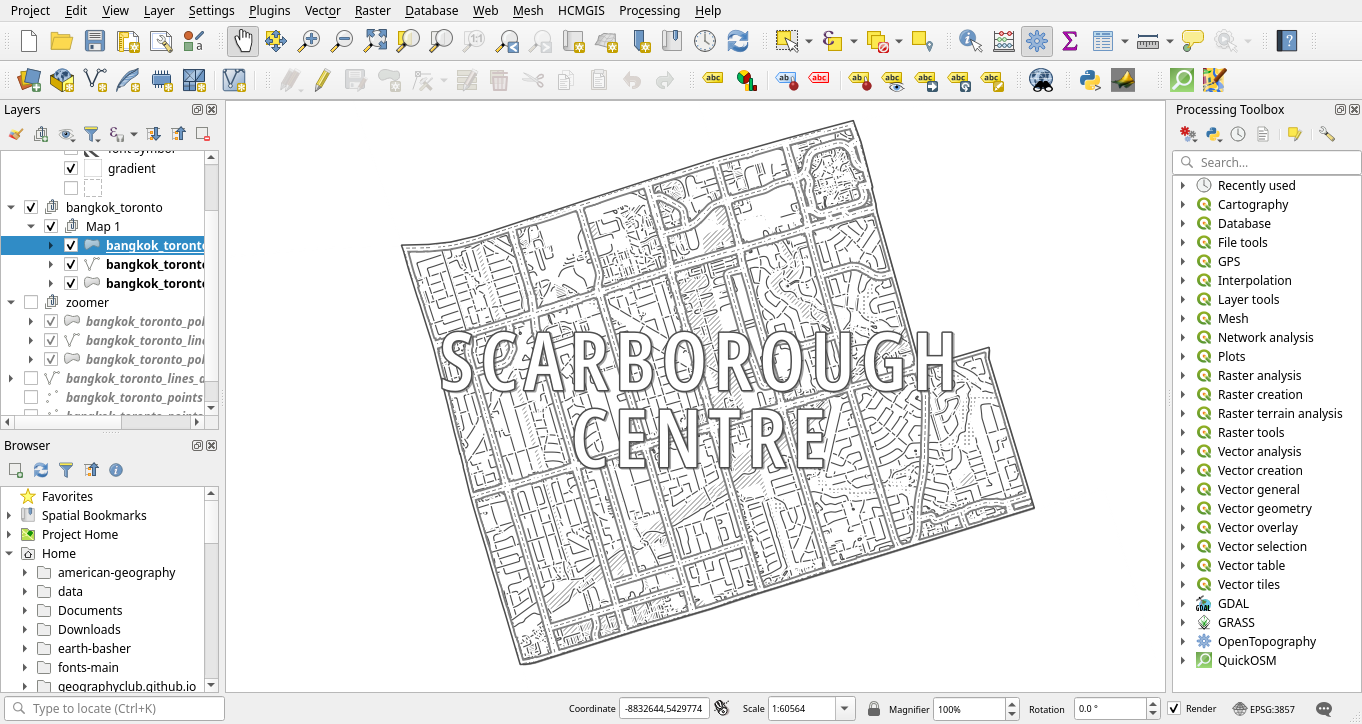 Project Edit View Layer Settings Plugins Vector Raster Database Web Mesh HCMGIS Processing Help
Layers
gradient
bangkok_toronto
Map 1
bangkok_toronto
bangkok_toronto
bangkok_toronto
zoomer
bangkok_toronto_pol
bangkok_toronto_line
bangkok_toronto_pol
bangkok_toronto_lines_a
bangkok_toronto_points
Browser
Favorites
Spatial Bookmarks
Project Home
Home
american-geography
data
Documents
Downloads
earth-basher
fonts-main
geographyclub.github.io
SCARBOROUGH
CENTRE
Processing Toolbox
Search...
Recently used
Cartography
Database
File tools
GPS
Interpolation
Layer tools
Mesh
Network analysis
Plots
Raster analysis
Raster creation
Raster terrain analysis
Raster tools
Vector analysis
Vector creation
Vector general
Vector geometry
Vector overlay
Vector selection
Vector table
Vector tiles
GDAL
GRASS
OpenTopography
QuickOSM
Type to locate (Ctrl+K) Coordinate -8832644,5429774 Scale 1:60564 Magnifier 100% Rotation 0.0 ° Render EPSG:3857